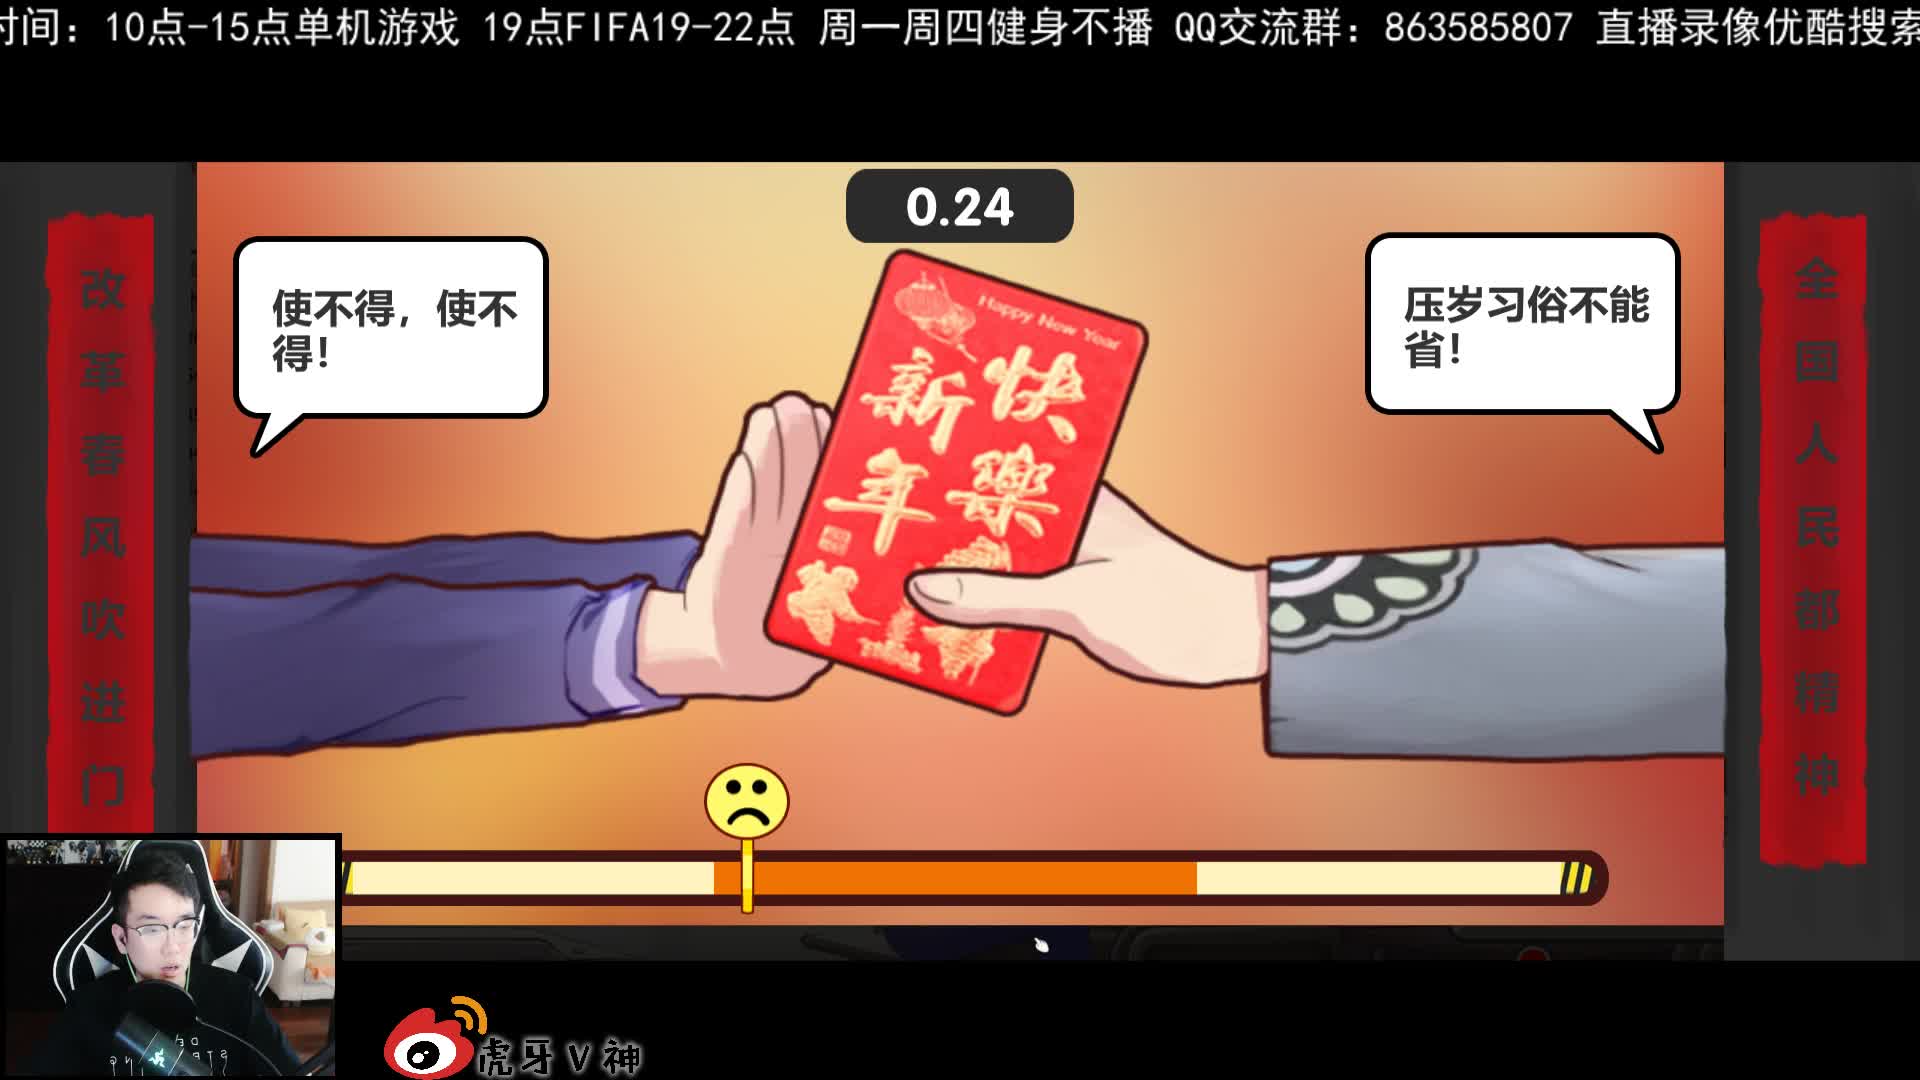 时间：10点-15点单机游戏 19点FIFA19-22点 周一周四健身不播 QQ交流群：863585807 直播录像优酷搜索
0.24
使不得，使不
得！
压岁习俗不能
省！
Happy New Year
新年
快樂
改革春风吹进门
全国人民都精神
虎牙V神